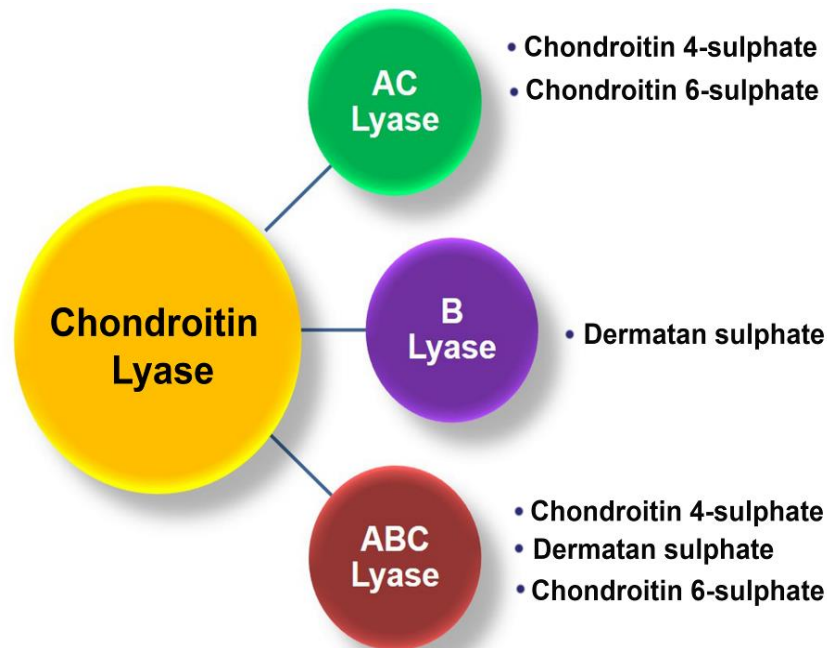 Chondroitin
Lyase
AC
Lyase
• Chondroitin 4-sulphate
• Chondroitin 6-sulphate
B
Lyase
• Dermatan sulphate
ABC
Lyase
• Chondroitin 4-sulphate
• Dermatan sulphate
• Chondroitin 6-sulphate